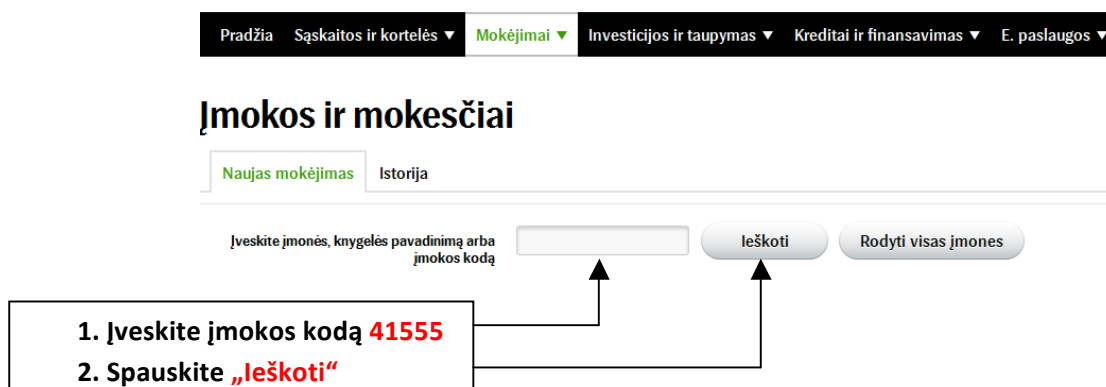 Pradžia Sąskaitos ir kortelės ▼ Mokėjimai ▼ Investicijos ir taupymas ▼ Kreditai ir finansavimas ▼ E. paslaugos ▼
Įmokos ir mokesčiai
Naujas mokėjimas Istorija
Įveskite įmonės, knygelės pavadinimą arba
įmokos kodą
Ieškoti Rodyti visas įmones
1. Įveskite įmokos kodą 41555
2. Spauskite „Ieškoti“